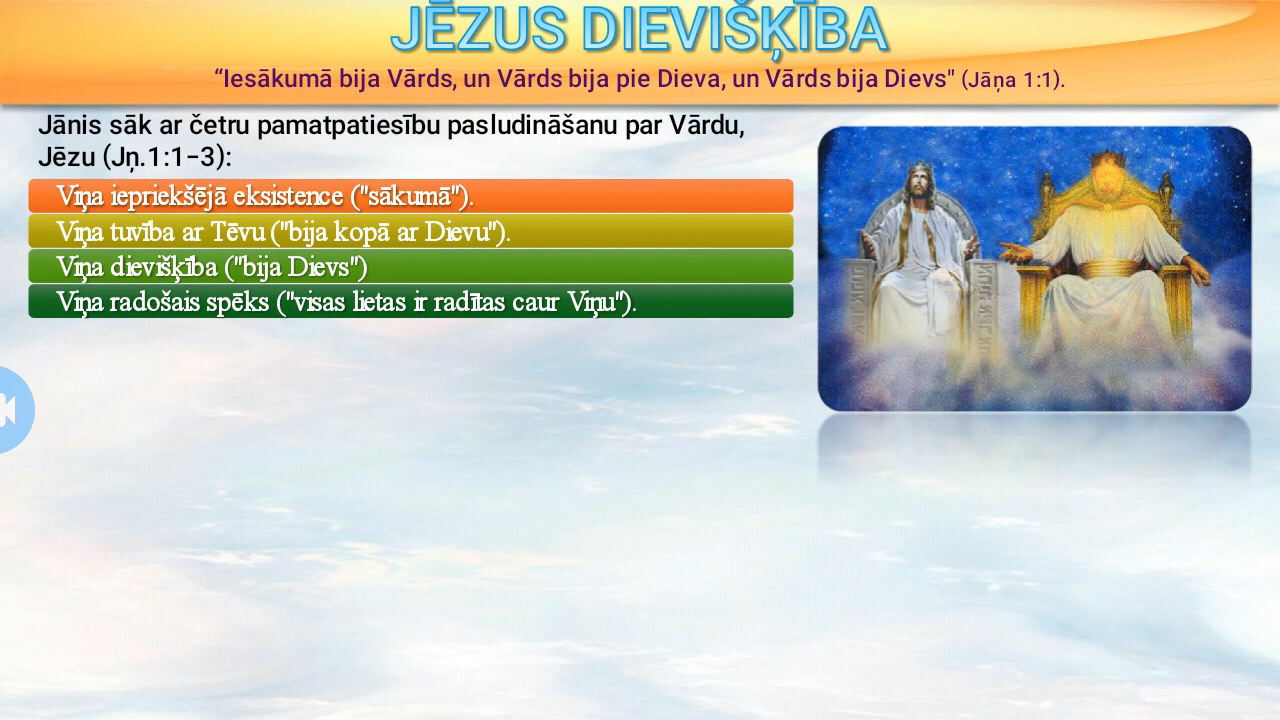 JĒZUS DIEVIŠĶĪBA
“Iesākumā bija Vārds, un Vārds bija pie Dieva, un Vārds bija Dievs" (Jāņa 1:1).
Jānis sāk ar četru pamatpatiesību pasludināšanu par Vārdu,
Jēzu (Jņ.1:1–3):
Viņa iepriekšējā eksistence ("sākumā").
Viņa tuvība ar Tēvu ("bija kopā ar Dievu").
Viņa dievišķība ("bija Dievs")
Viņa radošais spēks ("visas lietas ir radītas caur Viņu").